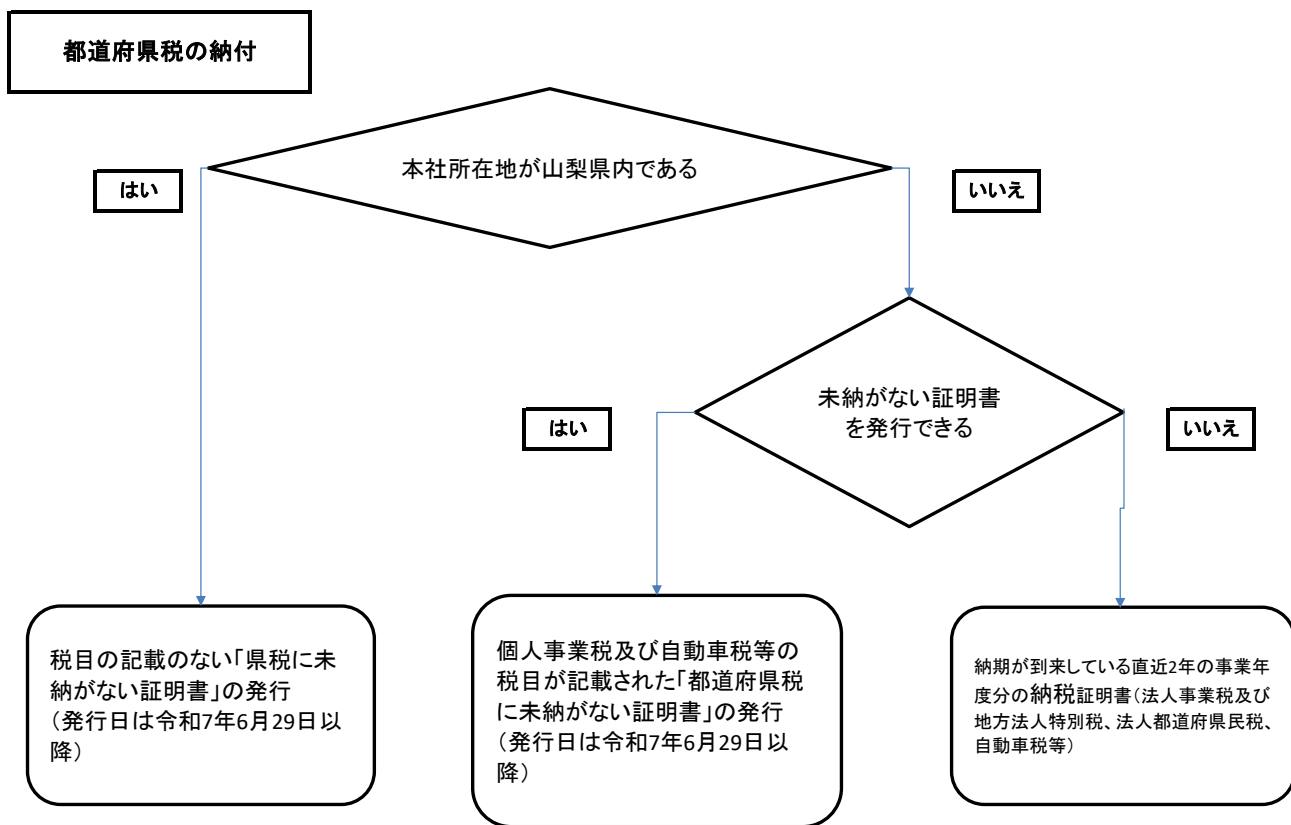 都道府県税の納付
本社所在地が山梨県内である
はい
いいえ
未納がない証明書
を発行できる
はい
いいえ
税目の記載のない「県税に未
納がない証明書」の発行
（発行日は令和7年6月29日以
降）
個人事業税及び自動車税等の
税目が記載された「都道府県税
に未納がない証明書」の発行
（発行日は令和7年6月29日以
降）
納期が到来している直近2年の事業年
度分の納税証明書（法人事業税及び
地方法人特別税、法人都道府県民税、
自動車税等）